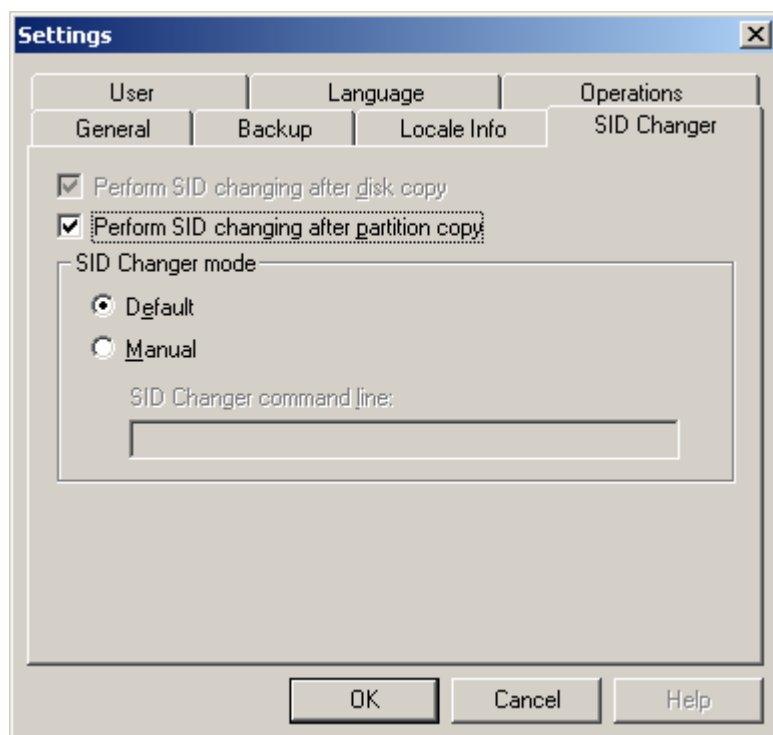 Settings
User Language Operations
General Backup Locale Info SID Changer
Perform SID changing after disk copy
Perform SID changing after partition copy
SID Changer mode
Default
Manual
SID Changer command line:
OK Cancel Help